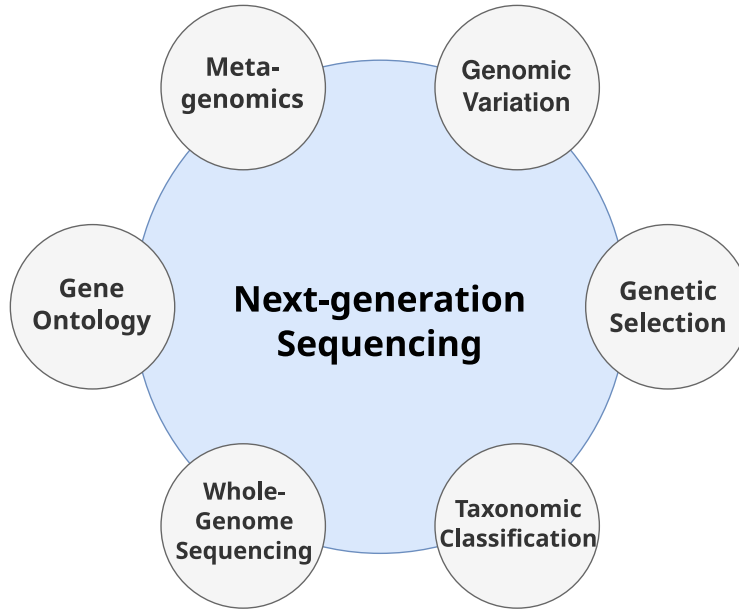 Meta-
genomics
Genomic
Variation
Gene
Ontology
Next-generation
Sequencing
Genetic
Selection
Whole-
Genome
Sequencing
Taxonomic
Classification